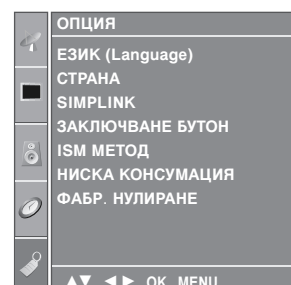 ОПЦИЯ
ЕЗИК (Language)
СТРАНА
SIMPLINK
ЗАКЛЮЧВАНЕ БУТОН
ISM МЕТОД
НИСКА КОНСУМАЦИЯ
ФАБР. НУЛИРАНЕ
▲▼ ◄► OK MENU